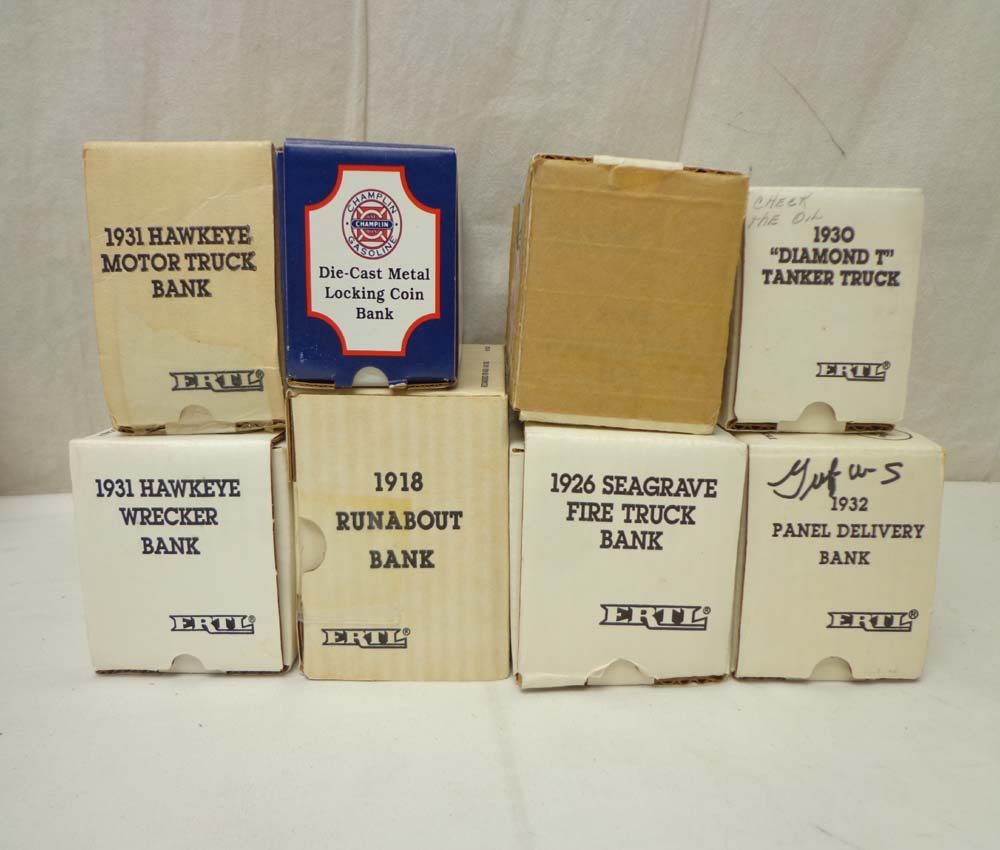 1931 HAWKEYE
MOTOR TRUCK
BANK
ERTL®
CHAMPLIN
CHAMPLIN
GASOLINE
Die-Cast Metal
Locking Coin
Bank
CHECK
THE OIL
1930
"DIAMOND T"
TANKER TRUCK
ERTL®
1931 HAWKEYE
WRECKER
BANK
ERTL®
1918
RUNABOUT
BANK
ERTL®
1926 SEAGRAVE
FIRE TRUCK
BANK
ERTL®
1932
PANEL DELIVERY
BANK
ERTL®